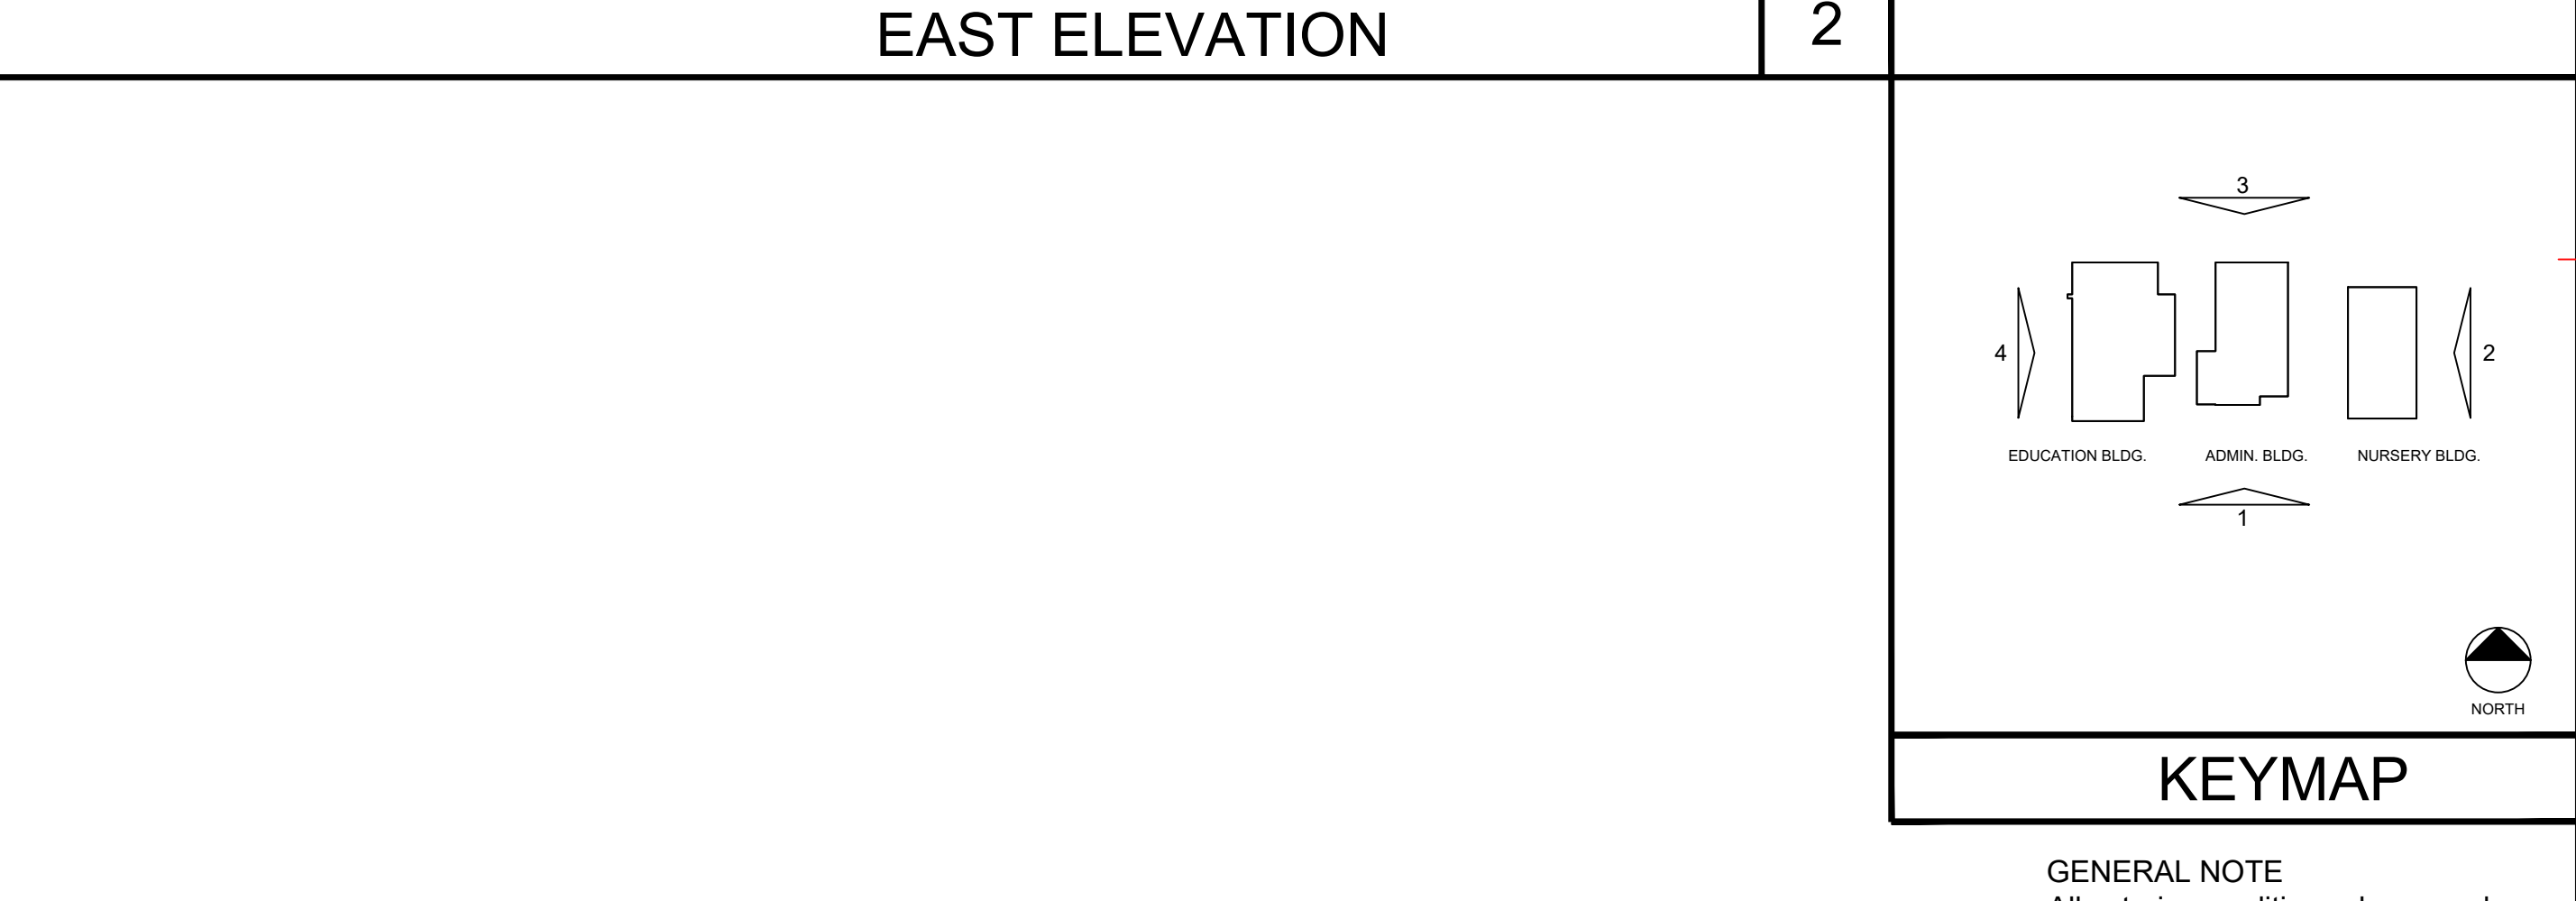 EAST ELEVATION
2
3
4
2
EDUCATION BLDG.
ADMIN. BLDG.
NURSERY BLDG.
1
NORTH
KEYMAP
GENERAL NOTE